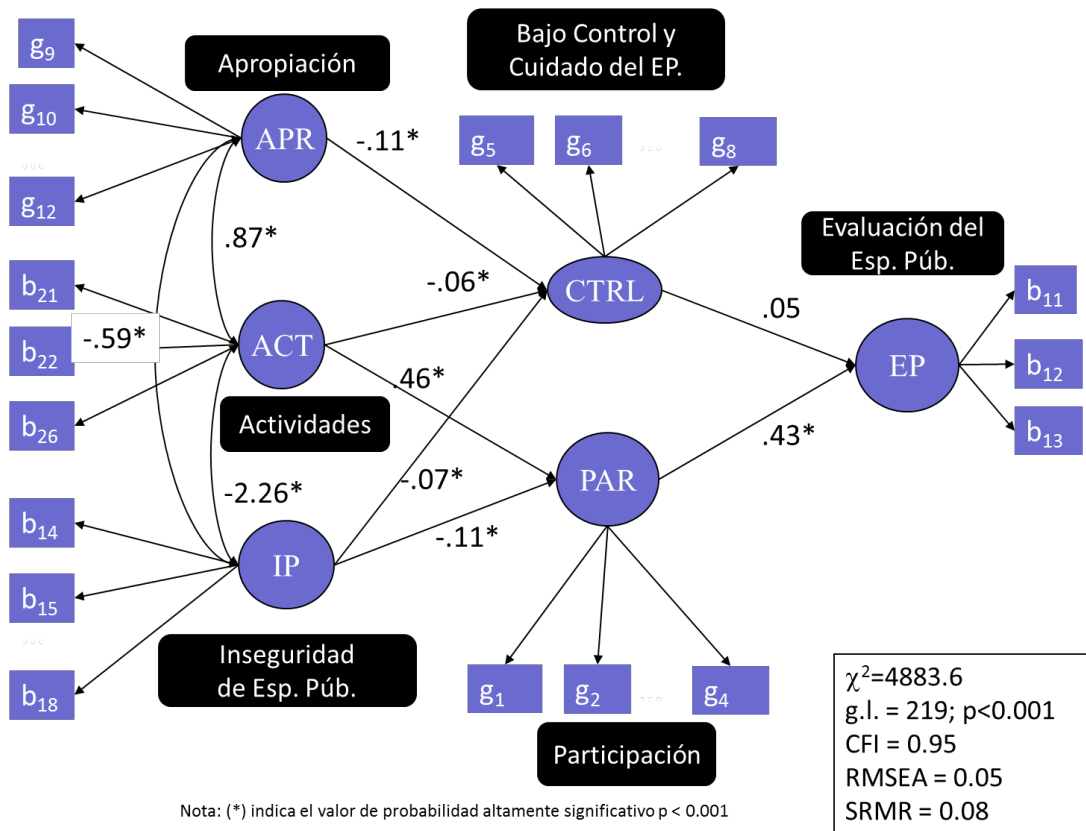 g9
g10
...
g12
Apropiación
APR
-.11*
Bajo Control y
Cuidado del EP.
g5
g6
...
g8
.87*
b21
b22
b26
-.59*
ACT
Actividades
-.06*
CTRL
.46*
.05
Evaluación del
Esp. Púb.
EP
b11
b12
b13
.43*
-2.26*
-.07*
PAR
-.11*
b14
b15
...
b18
IP
Inseguridad
de Esp. Púb.
g1
g2
...
g4
Participación
χ²=4883.6
g.l. = 219; p<0.001
CFI = 0.95
RMSEA = 0.05
SRMR = 0.08
Nota: (*) indica el valor de probabilidad altamente significativo p < 0.001